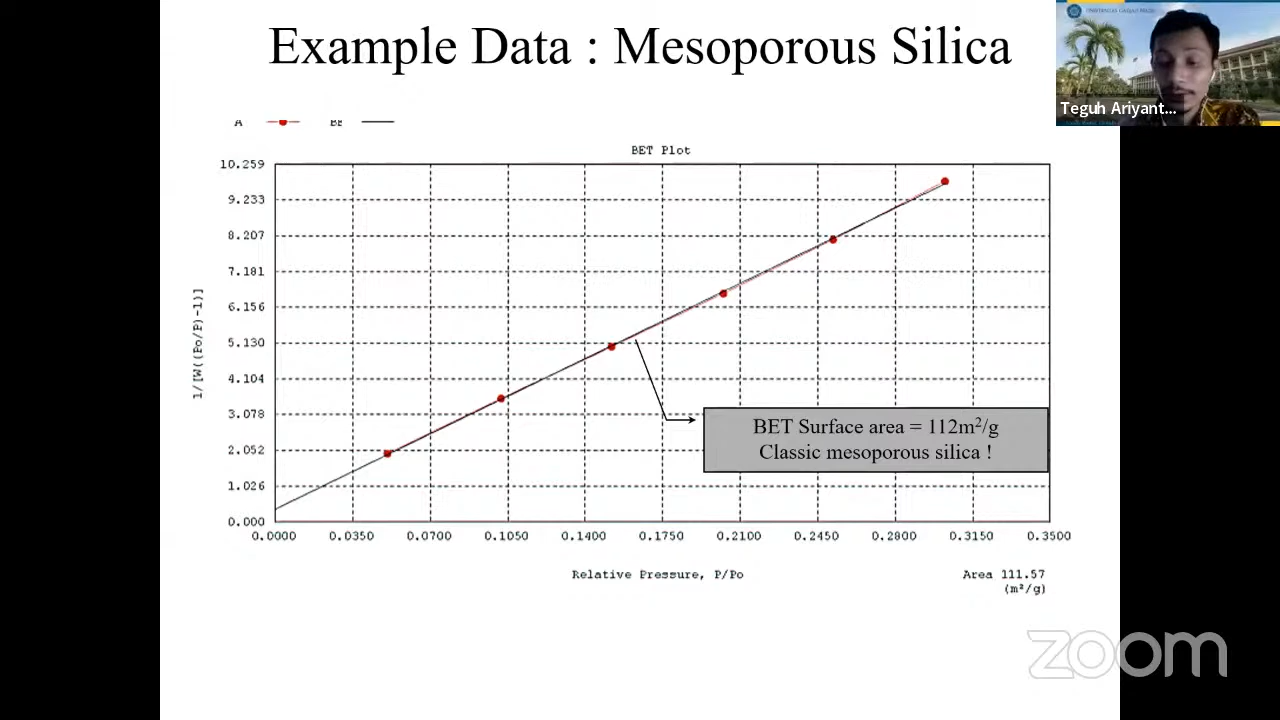 Example Data : Mesoporous Silica
Teguh Ariyant...
A
BET Plot
10.259
9.233
8.207
7.181
6.156
5.130
4.104
3.078
2.052
1.026
0.000
1/[W((Po/P)-1)]
BET Surface area = 112m²/g
Classic mesoporous silica !
0.0000 0.0350 0.0700 0.1050 0.1400 0.1750 0.2100 0.2450 0.2800 0.3150 0.3500
Relative Pressure, P/Po
Area 111.57
(m²/g)
zoom